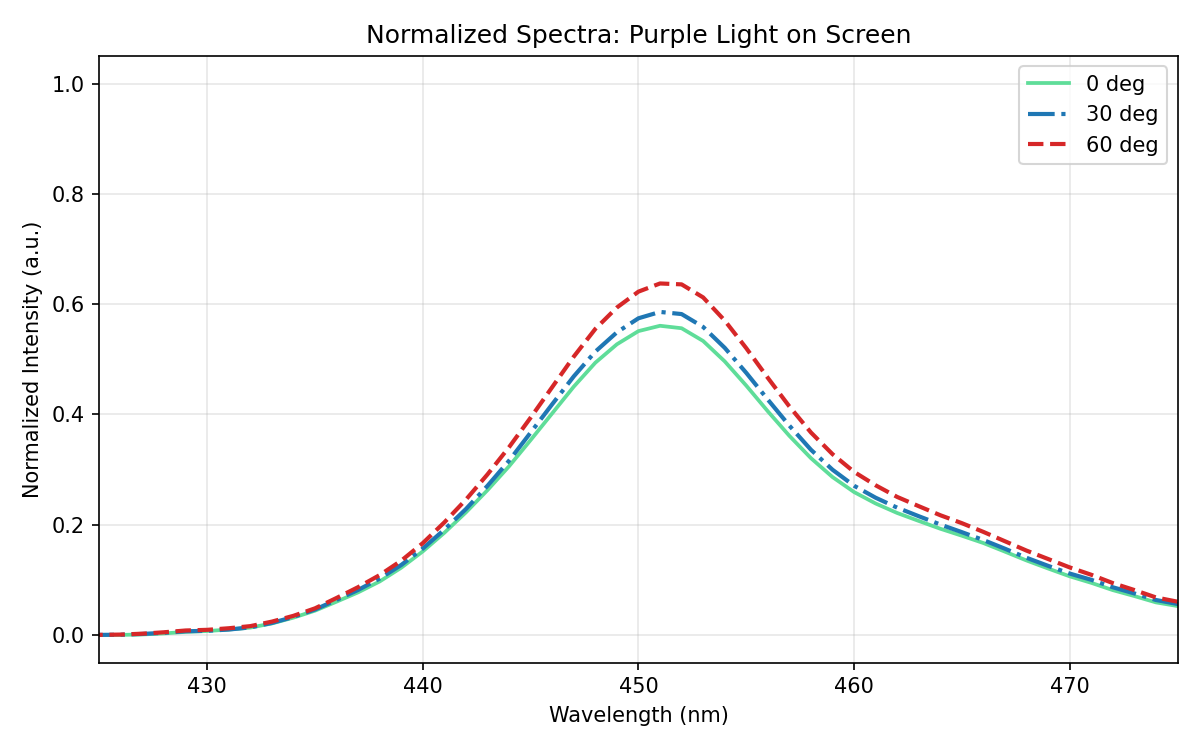 Normalized Spectra: Purple Light on Screen
0 deg
30 deg
60 deg
Normalized Intensity (a.u.)
1.0
0.8
0.6
0.4
0.2
0.0
430 440 450 460 470
Wavelength (nm)